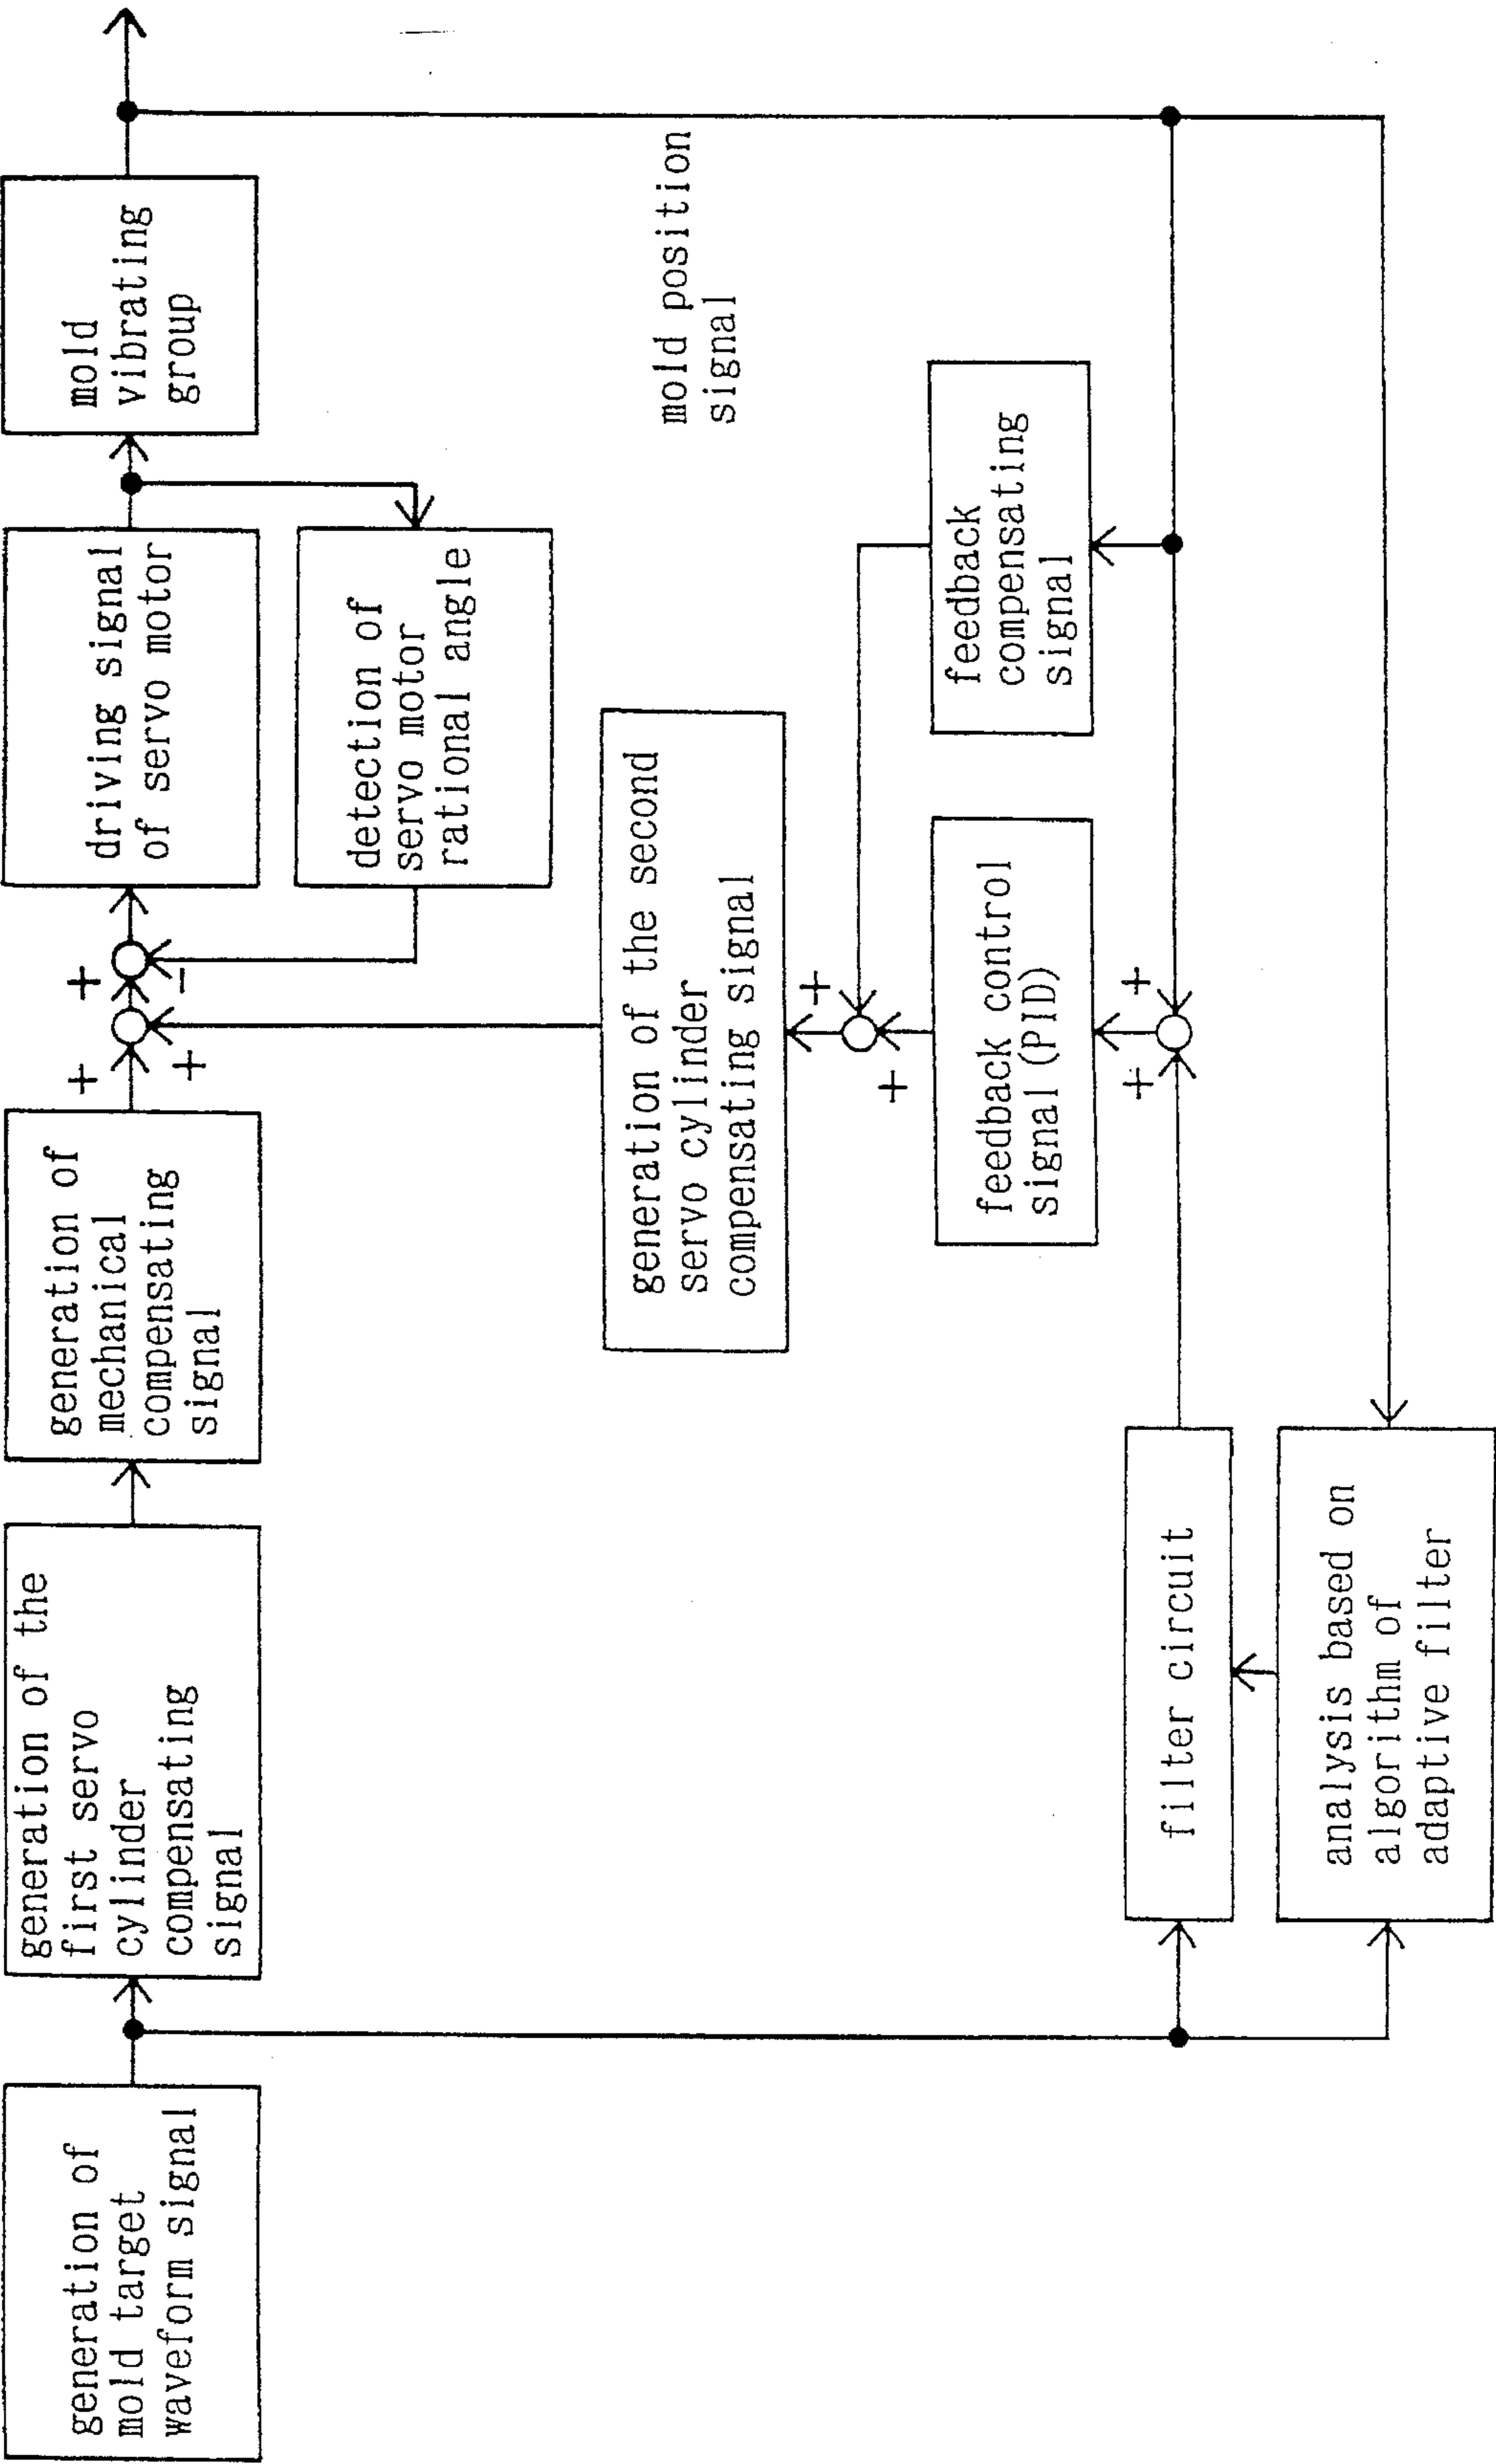 generation of
mold target
waveform signal
generation of the
first servo
cylinder
compensating
signal
generation of
mechanical
compensating
signal
+
+
+
-
driving signal
of servo motor
mold
vibrating
group
detection of
servo motor
rational angle
generation of the second
servo cylinder
compensating signal
mold position
signal
+
+
feedback control
signal (PID)
feedback
compensating
signal
+
+
filter circuit
analysis based on
algorithm of
adaptive filter